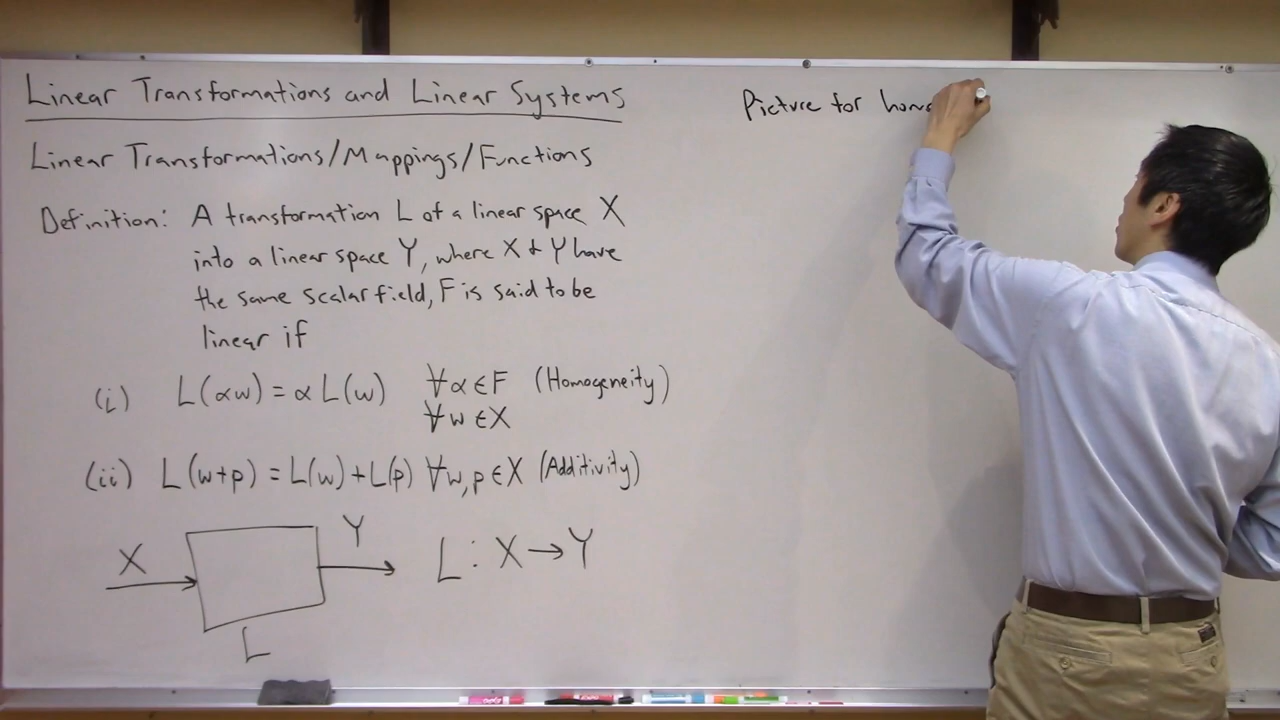 Linear Transformations and Linear Systems
Linear Transformations/Mappings/Functions
Definition: A transformation L of a linear space X
into a linear space Y, where X + Y have
the same scalar field, F is said to be
linear if
(i) L(αw) = α L(w) ∀α∈F (Homogeneity)
∀w∈X
(ii) L(w+p) = L(w)+L(p) ∀w,p∈X (Additivity)
X
Y
L
L: X→Y
Picture for homo